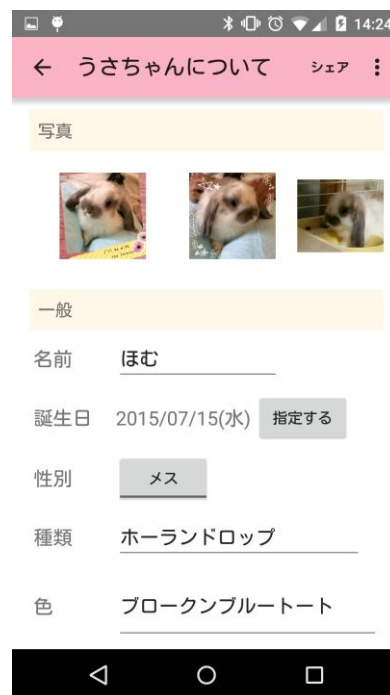 14:24
うさちゃんについて シェア
写真
一般
名前 ほむ
誕生日 2015/07/15(水) 指定する
性別 メス
種類 ホーランドロップ
色 ブロークンブルートート